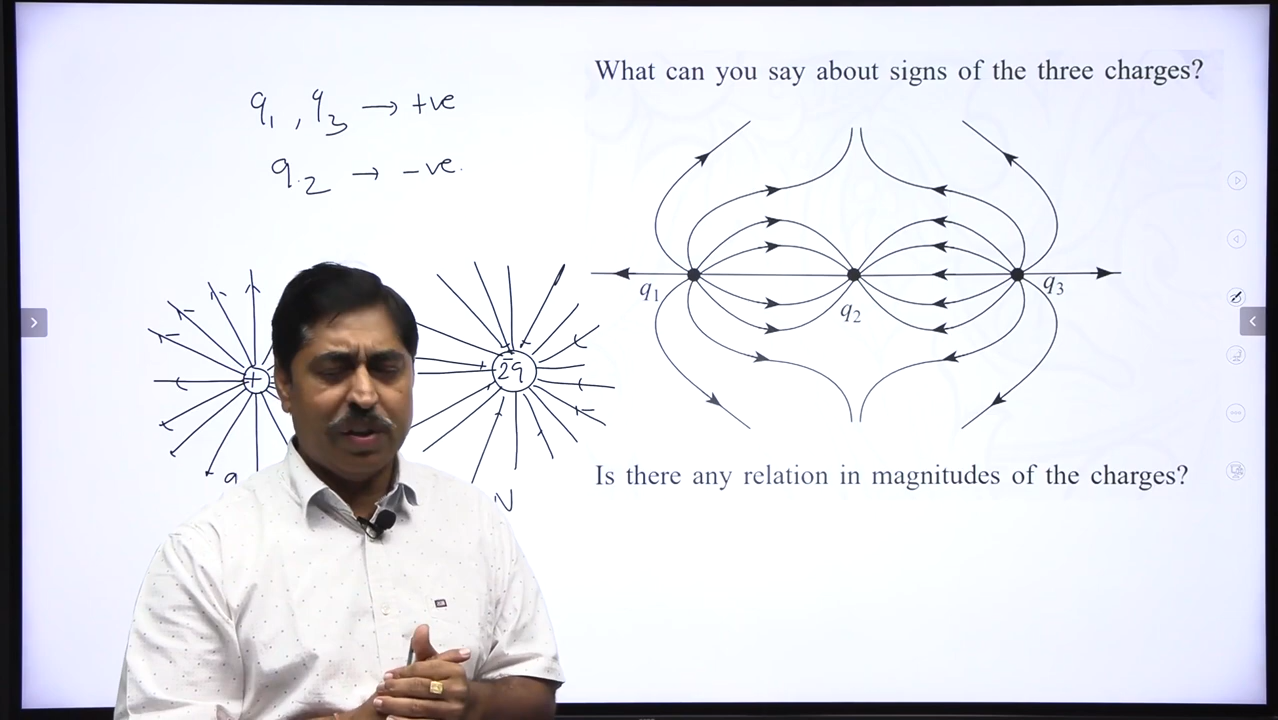 What can you say about signs of the three charges?
q₁, q₃ → +ve
q₂ → −ve.
q₁
q₂
q₃
+
−
2q
q
N
Is there any relation in magnitudes of the charges?